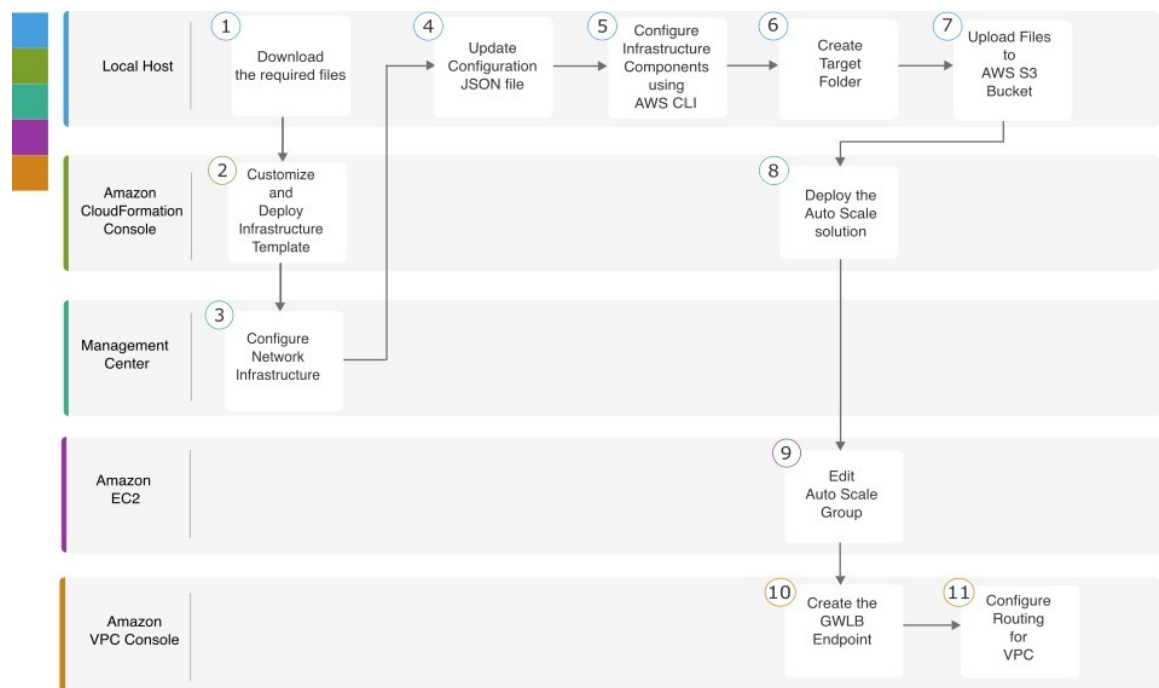 Local Host
1
Download
the required files
4
Update
Configuration
JSON file
5
Configure
Infrastructure
Components
using
AWS CLI
6
Create
Target
Folder
7
Upload Files
to
AWS S3
Bucket
Amazon
CloudFormation
Console
2
Customize
and
Deploy
Infrastructure
Template
8
Deploy the
Auto Scale
solution
Management
Center
3
Configure
Network
Infrastructure
Amazon
EC2
9
Edit
Auto Scale
Group
Amazon
VPC Console
10
Create the
GWLB
Endpoint
11
Configure
Routing
for
VPC